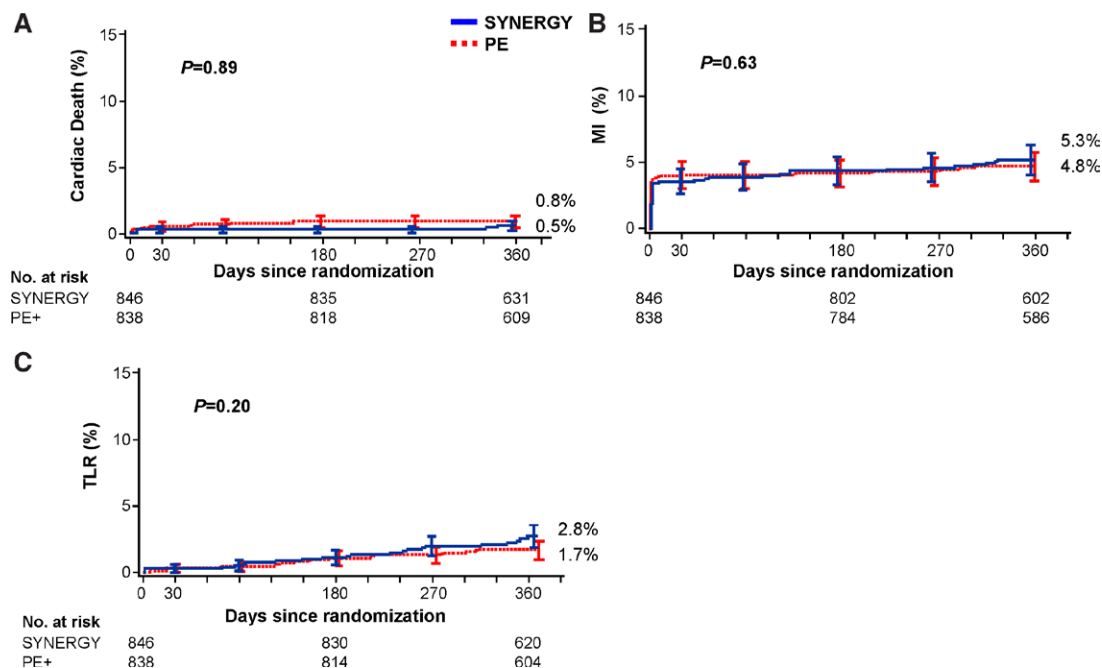 A
SYNERGY
PE
15
10
5
0
Cardiac Death (%)
P=0.89
0.8%
0.5%
0 30 180 270 360
Days since randomization
No. at risk
SYNERGY 846 835 631
PE+ 838 818 609
B
15
10
5
0
MI (%)
P=0.63
5.3%
4.8%
0 30 180 270 360
Days since randomization
846 802 602
838 784 586
C
15
10
5
0
TLR (%)
P=0.20
2.8%
1.7%
0 30 180 270 360
Days since randomization
No. at risk
SYNERGY 846 830 620
PE+ 838 814 604